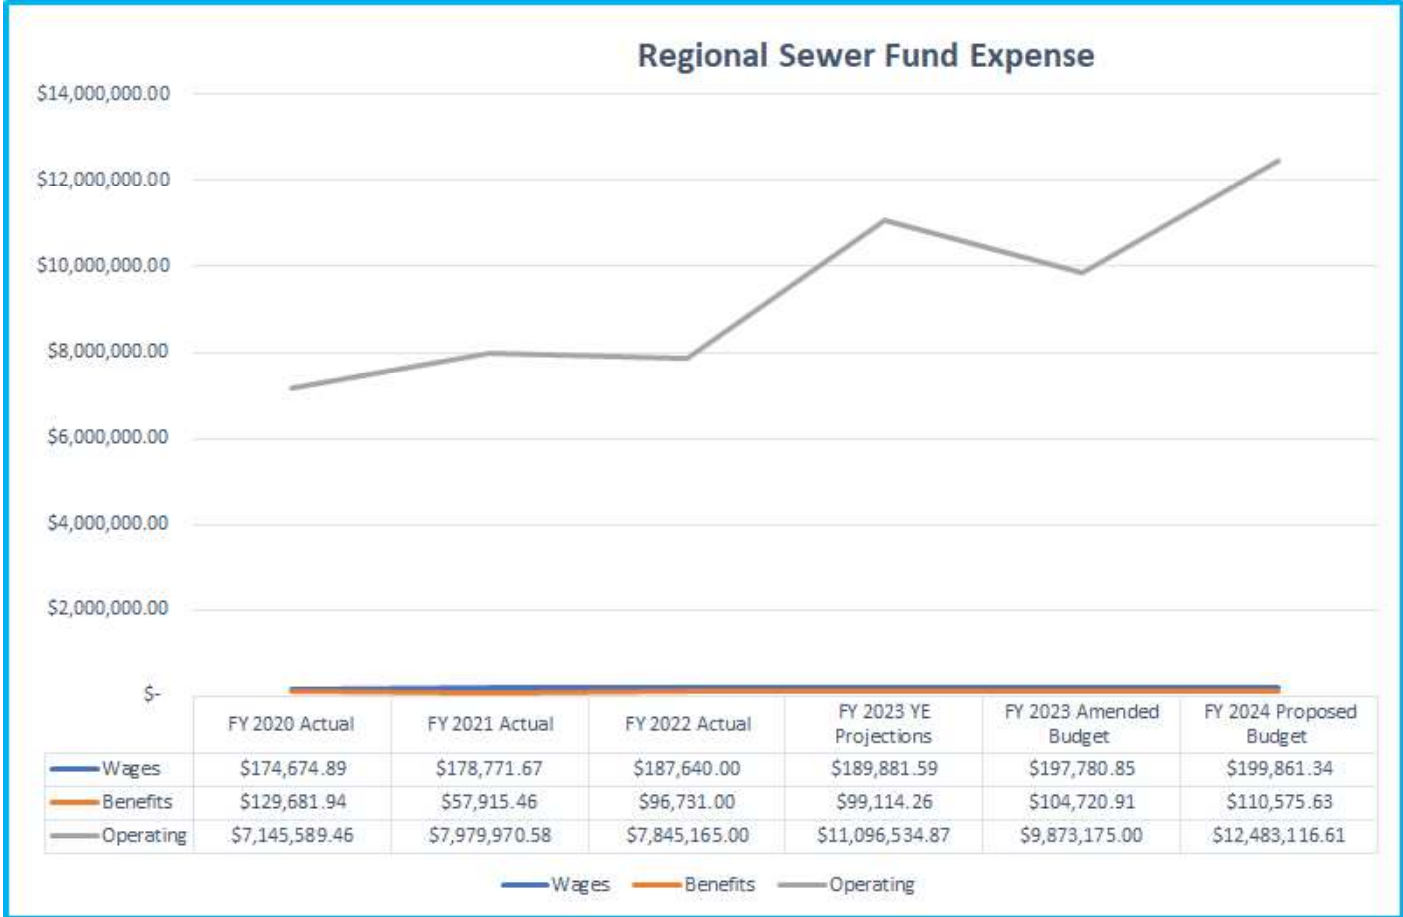 Regional Sewer Fund Expense
$14,000,000.00
$12,000,000.00
$10,000,000.00
$8,000,000.00
$6,000,000.00
$4,000,000.00
$2,000,000.00
$-
FY 2020 Actual FY 2021 Actual FY 2022 Actual FY 2023 YE Projections FY 2023 Amended Budget FY 2024 Proposed Budget
Wages $174,674.89 $178,771.67 $187,640.00 $189,881.59 $197,780.85 $199,861.34
Benefits $129,681.94 $57,915.46 $96,731.00 $99,114.26 $104,720.91 $110,575.63
Operating $7,145,589.46 $7,979,970.58 $7,845,165.00 $11,096,534.87 $9,873,175.00 $12,483,116.61
Wages Benefits Operating